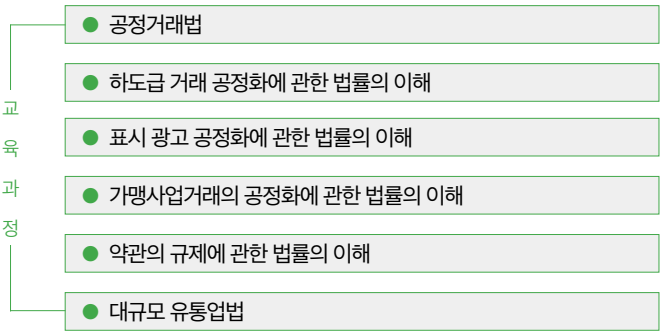 교육과정
공정거래법
하도급 거래 공정화에 관한 법률의 이해
표시 광고 공정화에 관한 법률의 이해
가맹사업거래의 공정화에 관한 법률의 이해
약관의 규제에 관한 법률의 이해
대규모 유통업법